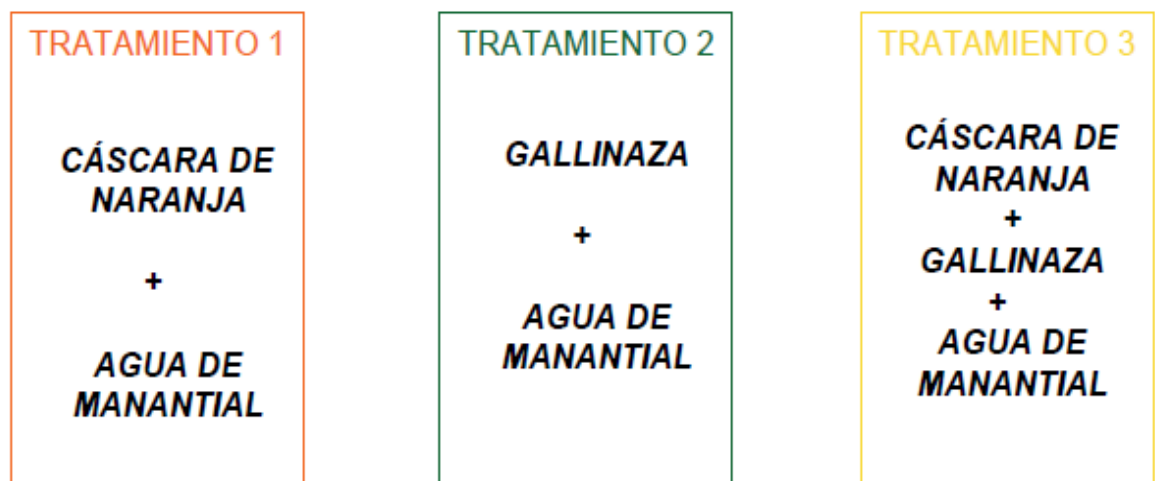 TRATAMIENTO 1
CÁSCARA DE
NARANJA
+
AGUA DE
MANANTIAL
TRATAMIENTO 2
GALLINAZA
+
AGUA DE
MANANTIAL
TRATAMIENTO 3
CÁSCARA DE
NARANJA
+
GALLINAZA
+
AGUA DE
MANANTIAL